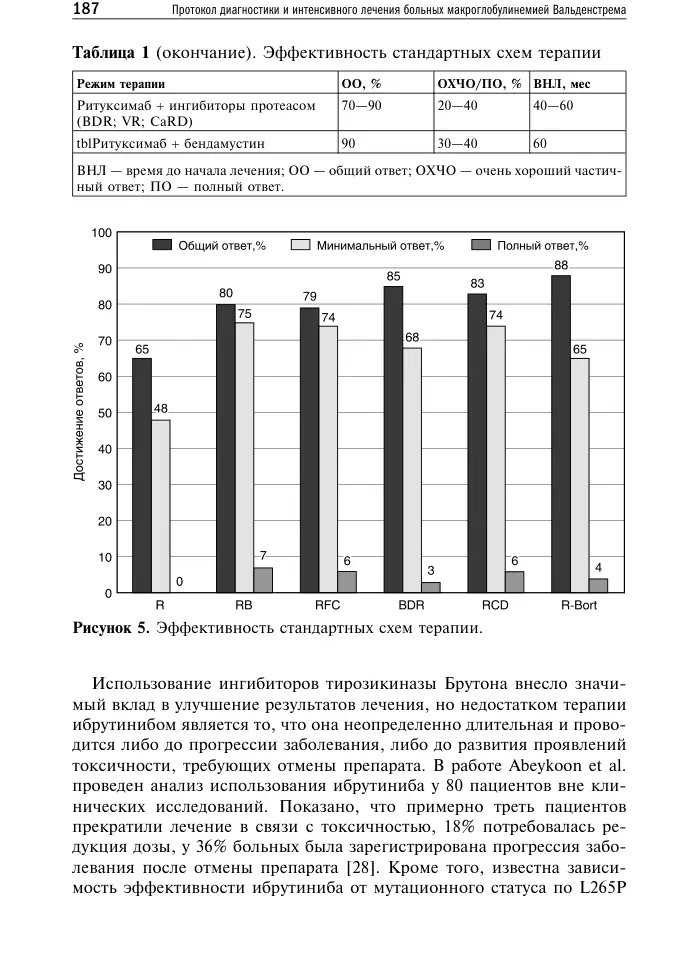 187 Протокол диагностики и интенсивного лечения больных макроглобулинемией Вальденстрема
Таблица 1 (окончание). Эффективность стандартных схем терапии
Режим терапии ОО, % ОХЧО/ПО, % ВНЛ, мес
Ритуксимаб + ингибиторы протеасом 70—90 20—40 40—60
(BDR; VR; CaRD)
tblРитуксимаб + бендамустин 90 30—40 60
ВНЛ — время до начала лечения; ОО — общий ответ; ОХЧО — очень хороший частич-
ный ответ; ПО — полный ответ.
Достижение ответов, %
100
90
80
70
60
50
40
30
20
10
0
Общий ответ,% Минимальный ответ,% Полный ответ,%
65 48 0
80 75 7
79 74 6
85 68 3
83 74 6
88 65 4
R RB RFC BDR RCD R-Bort
Рисунок 5. Эффективность стандартных схем терапии.
Использование ингибиторов тирозикиназы Брутона внесло значи-
мый вклад в улучшение результатов лечения, но недостатком терапии
ибрутинибом является то, что она неопределенно длительная и прово-
дится либо до прогрессии заболевания, либо до развития проявлений
токсичности, требующих отмены препарата. В работе Abeykoon et al.
проведен анализ использования ибрутиниба у 80 пациентов вне кли-
нических исследований. Показано, что примерно треть пациентов
прекратили лечение в связи с токсичностью, 18% потребовалась ре-
дукция дозы, у 36% больных была зарегистрирована прогрессия забо-
левания после отмены препарата [28]. Кроме того, известна зависи-
мость эффективности ибрутиниба от мутационного статуса по L265P